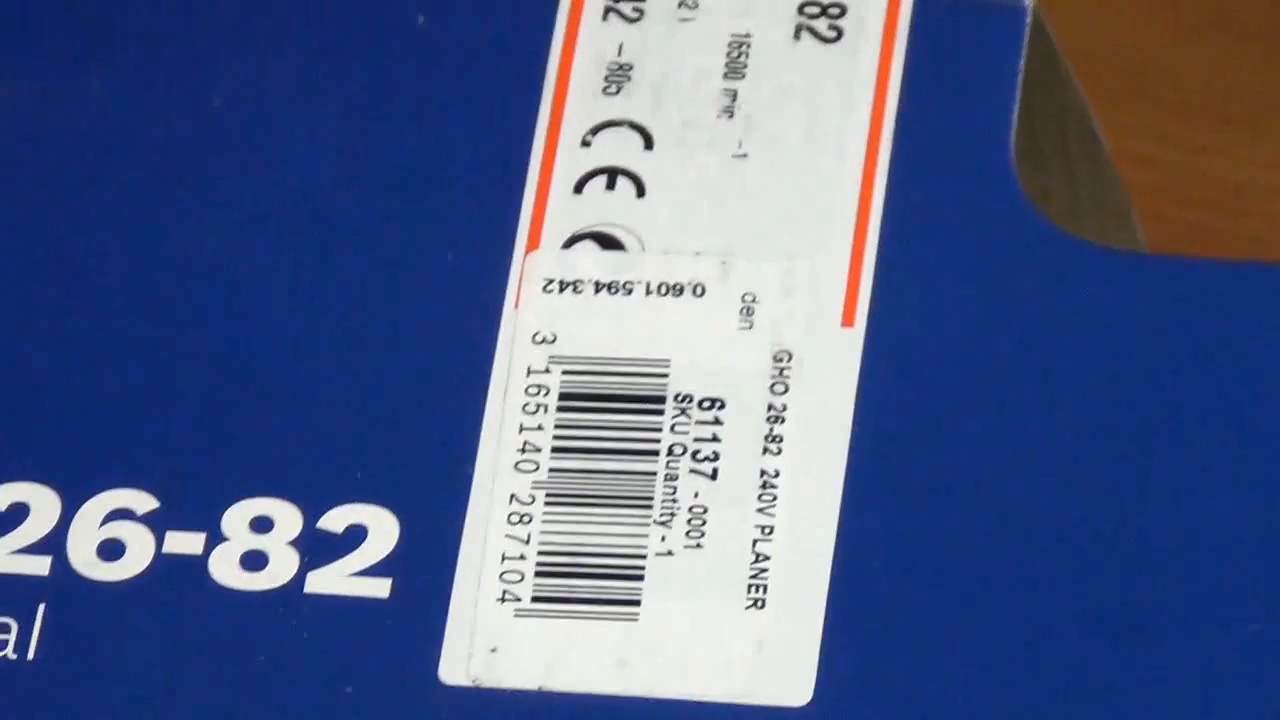 82
16500 min -1
42 - 80b
CE
0.601.594.342
den
GHO 26-82 240V PLANER
61137 - 0001
SKU Quantity - 1
3 165140 287104
26-82
al